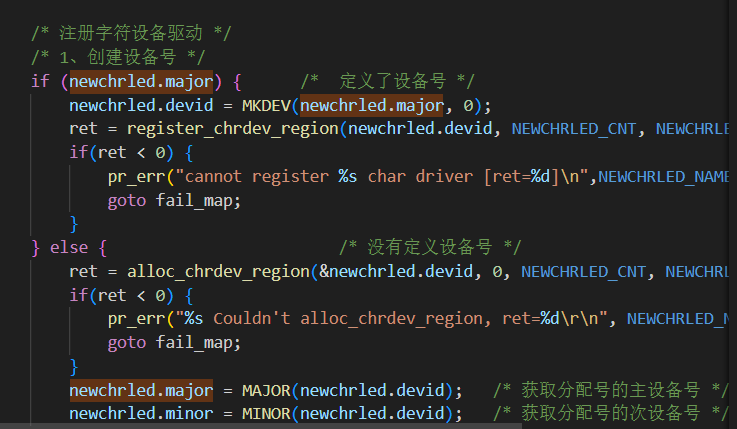 /* 注册字符设备驱动 */
/* 1、创建设备号 */
if (newchrled.major) {      /*  定义了设备号 */
    newchrled.devid = MKDEV(newchrled.major, 0);
    ret = register_chrdev_region(newchrled.devid, NEWCHRLED_CNT, NEWCHRLE
    if(ret < 0) {
        pr_err("cannot register %s char driver [ret=%d]\n",NEWCHRLED_NAME
        goto fail_map;
    }
} else {                        /* 没有定义设备号 */
    ret = alloc_chrdev_region(&newchrled.devid, 0, NEWCHRLED_CNT, NEWCHRL
    if(ret < 0) {
        pr_err("%s Couldn't alloc_chrdev_region, ret=%d\r\n", NEWCHRLED_N
        goto fail_map;
    }
    newchrled.major = MAJOR(newchrled.devid);   /* 获取分配号的主设备号 */
    newchrled.minor = MINOR(newchrled.devid);   /* 获取分配号的次设备号 */